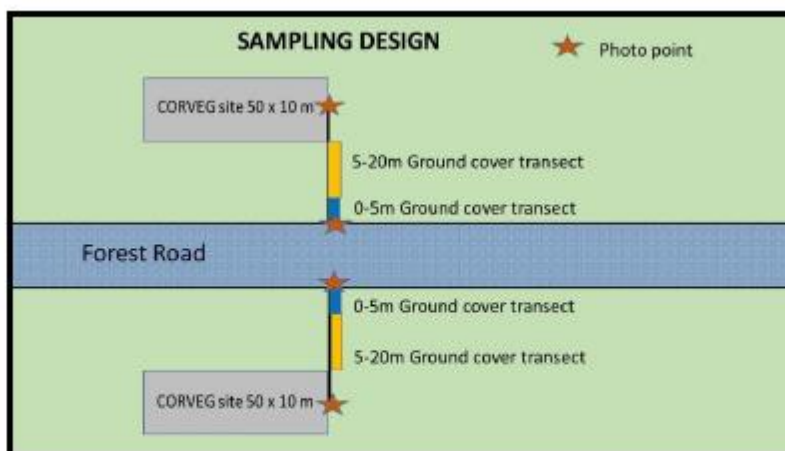 SAMPLING DESIGN
Photo point
CORVEG site 50 x 10 m
5-20m Ground cover transect
0-5m Ground cover transect
Forest Road
0-5m Ground cover transect
5-20m Ground cover transect
CORVEG site 50 x 10 m